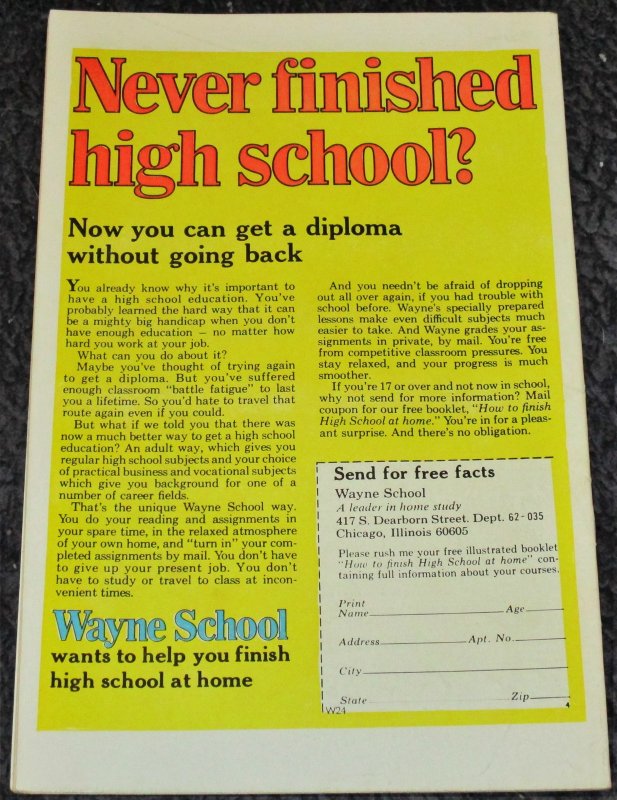 Never finished
high school?
Now you can get a diploma
without going back
You already know why it's important to
have a high school education. You've
probably learned the hard way that it can
be a mighty big handicap when you don't
have enough education – no matter how
hard you work at your job.
What can you do about it?
Maybe you've thought of trying again
to get a diploma. But you've suffered
enough classroom "battle fatigue" to last
you a lifetime. So you'd hate to travel that
route again even if you could.
But what if we told you that there was
now a much better way to get a high school
education? An adult way, which gives you
regular high school subjects and your choice
of practical business and vocational subjects
which give you background for one of a
number of career fields.
That's the unique Wayne School way.
You do your reading and assignments in
your spare time, in the relaxed atmosphere
of your own home, and "turn in" your com-
pleted assignments by mail. You don't have
to give up your present job. You don't
have to study or travel to class at incon-
venient times.
Wayne School
wants to help you finish
high school at home
And you needn't be afraid of dropping
out all over again, if you had trouble with
school before. Wayne's specially prepared
lessons make even difficult subjects much
easier to take. And Wayne grades your as-
signments in private, by mail. You're free
from competitive classroom pressures. You
stay relaxed, and your progress is much
smoother.
If you're 17 or over and not now in school,
why not send for more information? Mail
coupon for our free booklet, "How to finish
High School at home." You're in for a pleas-
ant surprise. And there's no obligation.
Send for free facts
Wayne School
A leader in home study
417 S. Dearborn Street. Dept. 62-035
Chicago, Illinois 60605
Please rush me your free illustrated booklet
"How to finish High School at home" con-
taining full information about your courses.
Print
Name Age
Address Apt. No.
City
State Zip
W24 4